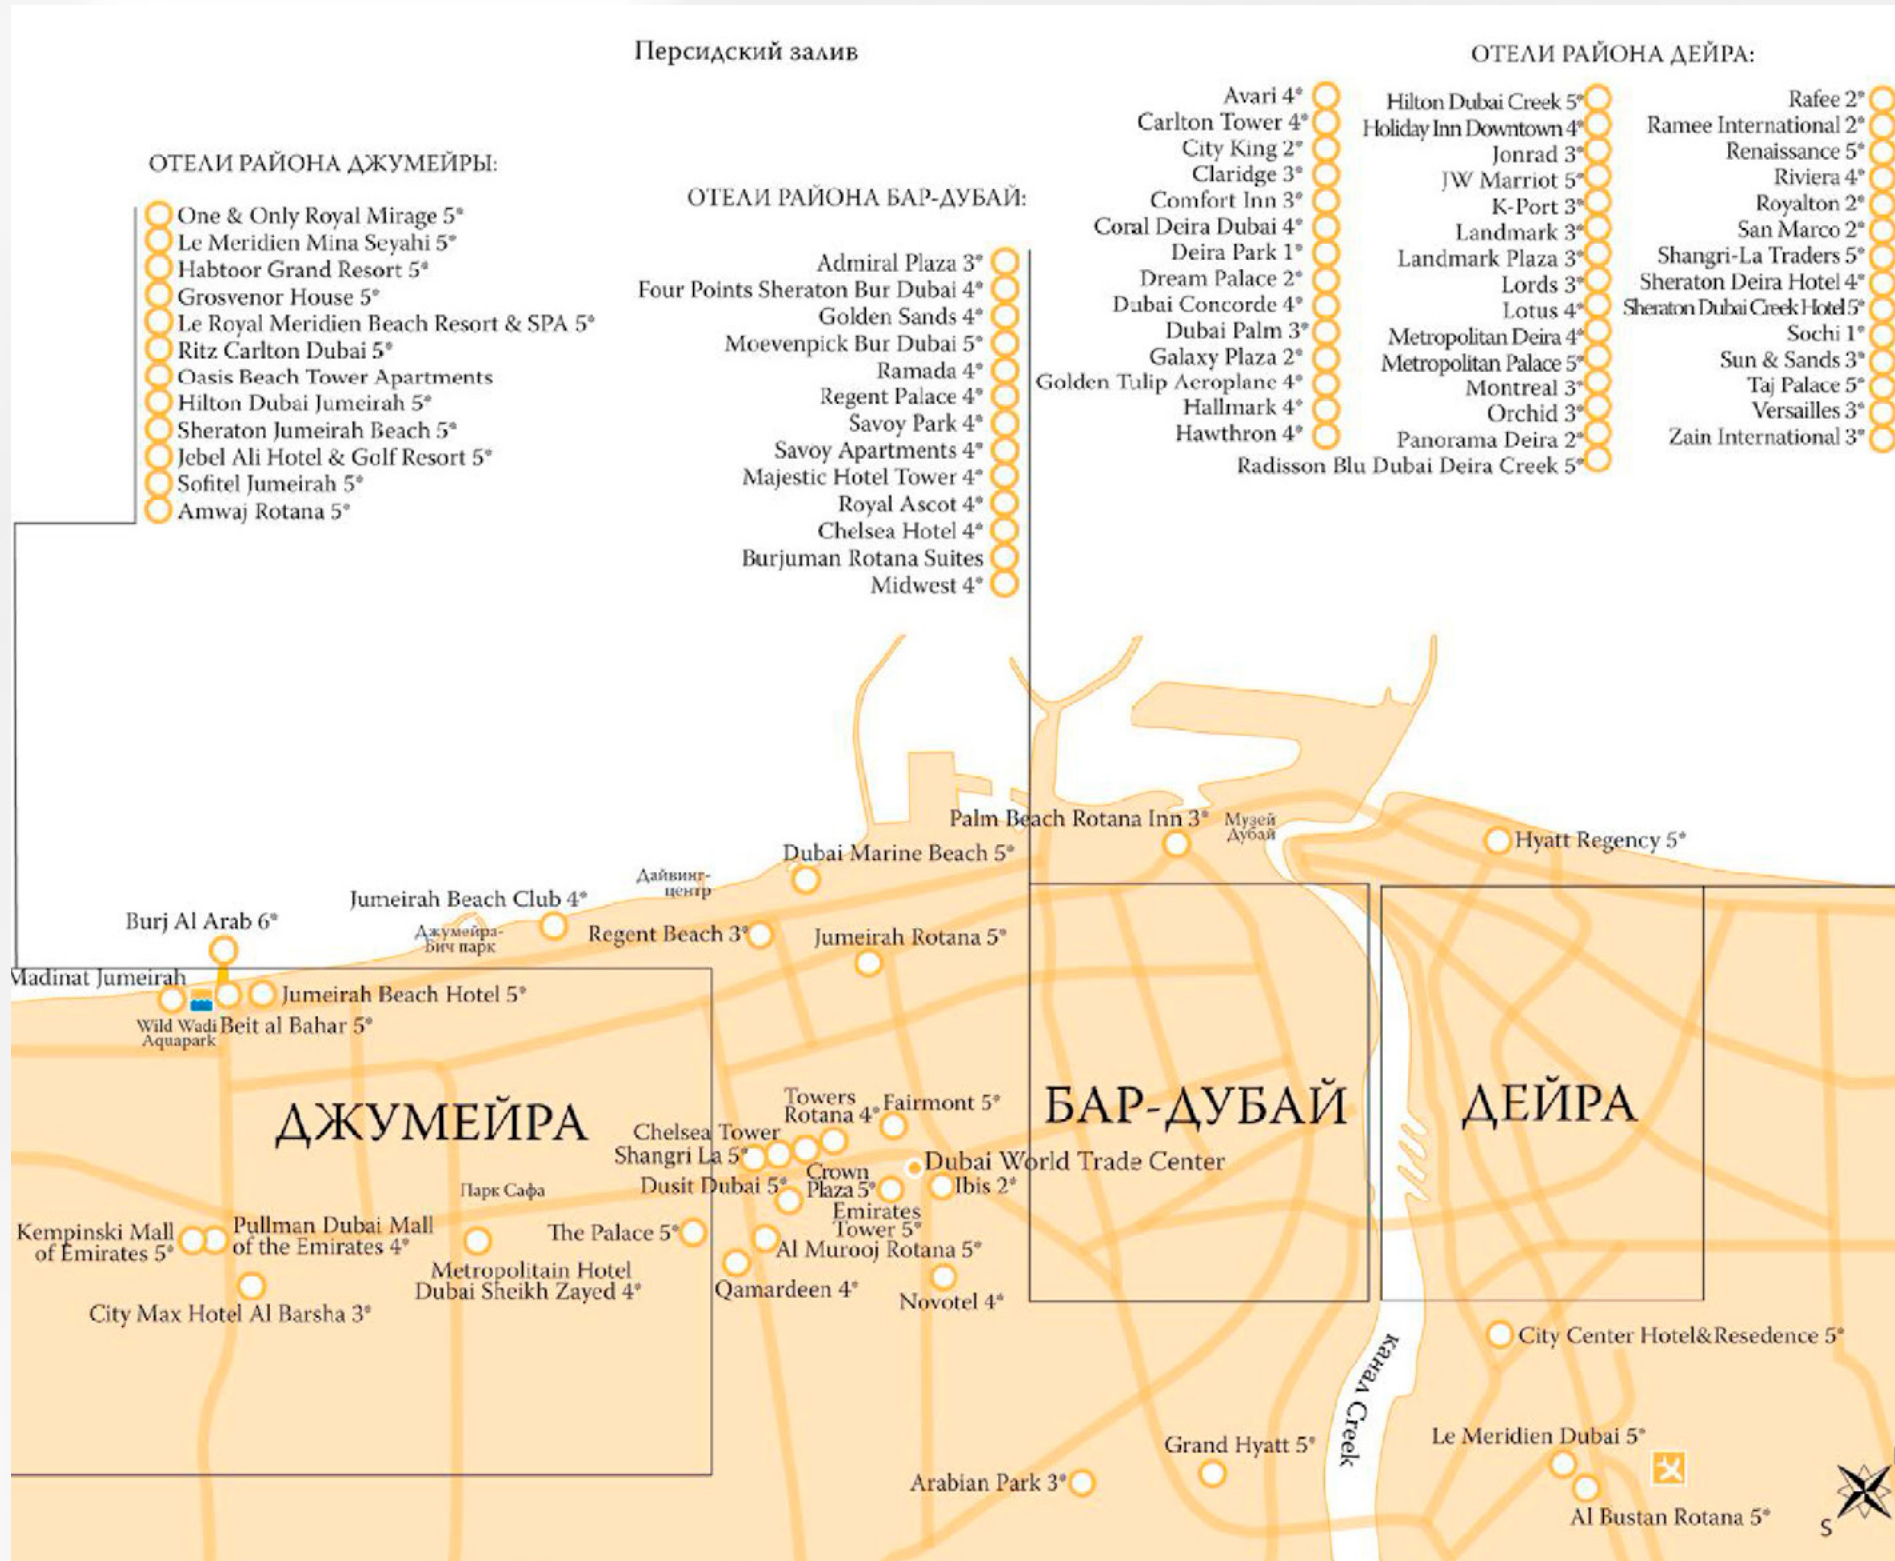 Персидский залив
ОТЕЛИ РАЙОНА ДЖУМЕЙРЫ:
One & Only Royal Mirage 5*
Le Meridien Mina Seyahi 5*
Habtoor Grand Resort 5*
Grosvenor House 5*
Le Royal Meridien Beach Resort & SPA 5*
Ritz Carlton Dubai 5*
Oasis Beach Tower Apartments
Hilton Dubai Jumeirah 5*
Sheraton Jumeirah Beach 5*
Jebel Ali Hotel & Golf Resort 5*
Sofitel Jumeirah 5*
Amwaj Rotana 5*
ОТЕЛИ РАЙОНА БАР-ДУБАЙ:
Admiral Plaza 3*
Four Points Sheraton Bur Dubai 4*
Golden Sands 4*
Moevenpick Bur Dubai 5*
Ramada 4*
Regent Palace 4*
Savoy Park 4*
Savoy Apartments 4*
Majestic Hotel Tower 4*
Royal Ascot 4*
Chelsea Hotel 4*
Burjuman Rotana Suites
Midwest 4*
ОТЕЛИ РАЙОНА ДЕЙРА:
Avari 4*
Carlton Tower 4*
City King 2*
Claridge 3*
Comfort Inn 3*
Coral Deira Dubai 4*
Deira Park 1*
Dream Palace 2*
Dubai Concorde 4*
Dubai Palm 3*
Galaxy Plaza 2*
Golden Tulip Aeroplane 4*
Hallmark 4*
Hawthron 4*
Hilton Dubai Creek 5*
Holiday Inn Downtown 4*
Jonrad 3*
JW Marriot 5*
K-Port 3*
Landmark 3*
Landmark Plaza 3*
Lords 3*
Lotus 4*
Metropolitan Deira 4*
Metropolitan Palace 5*
Montreal 3*
Orchid 3*
Panorama Deira 2*
Radisson Blu Dubai Deira Creek 5*
Rafee 2*
Ramee International 2*
Renaissance 5*
Riviera 4*
Royalton 2*
San Marco 2*
Shangri-La Traders 5*
Sheraton Deira Hotel 4*
Sheraton Dubai Creek Hotel 5*
Sochi 1*
Sun & Sands 3*
Taj Palace 5*
Versailles 3*
Zain International 3*
Palm Beach Rotana Inn 3*
Музей
Дубай
Hyatt Regency 5*
Dubai Marine Beach 5*
Дайвинг-
центр
Jumeirah Beach Club 4*
Burj Al Arab 6*
Джумейра-
Бич парк
Regent Beach 3*
Jumeirah Rotana 5*
Madinat Jumeirah
Jumeirah Beach Hotel 5*
Wild Wadi
Aquapark
Beit al Bahar 5*
ДЖУМЕЙРА
БАР-ДУБАЙ
ДЕЙРА
Towers
Rotana 4*
Fairmont 5*
Chelsea Tower
Shangri La 5*
Dubai World Trade Center
Dusit Dubai 5*
Crown
Plaza 5*
Ibis 2*
Парк Сафа
Emirates
Tower 5*
Kempinski Mall
of Emirates 5*
Pullman Dubai Mall
of the Emirates 4*
The Palace 5*
Al Murooj Rotana 5*
Metropolitain Hotel
Dubai Sheikh Zayed 4*
Qamardeen 4*
Novotel 4*
City Max Hotel Al Barsha 3*
City Center Hotel&Resedence 5*
канал Creek
Grand Hyatt 5*
Le Meridien Dubai 5*
Arabian Park 3*
Al Bustan Rotana 5*
S